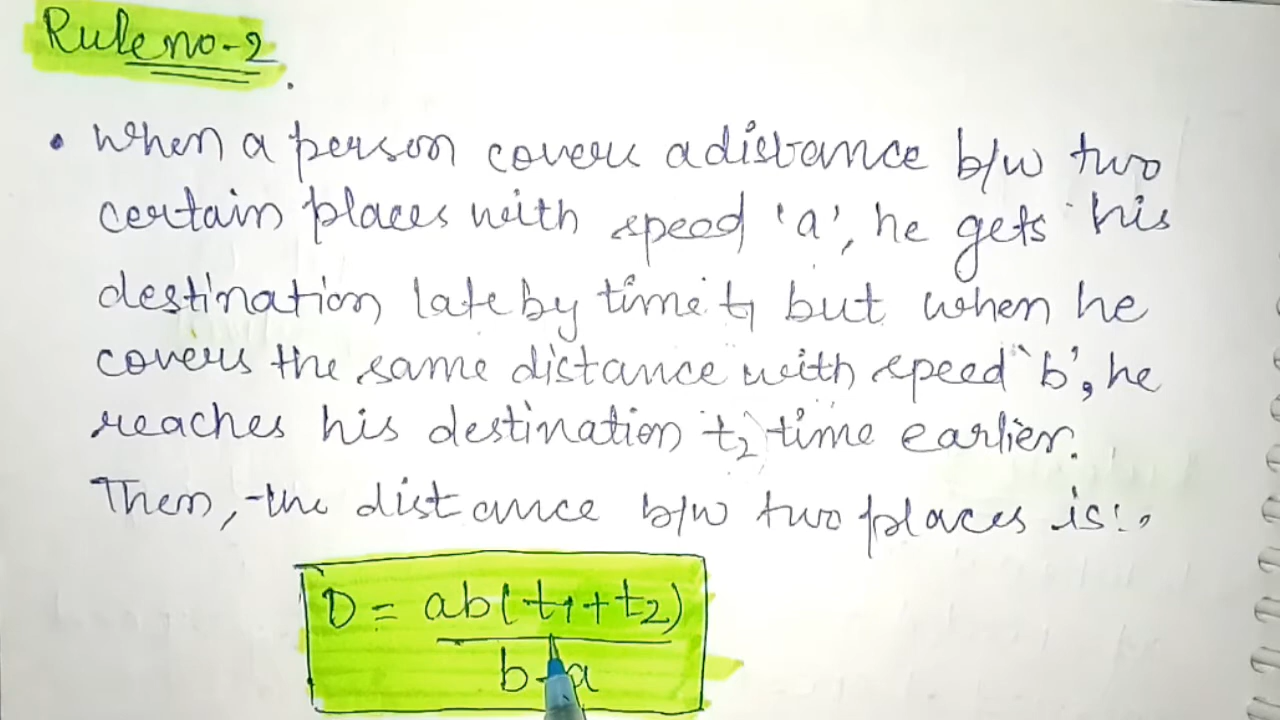 Rule no-2.
• When a person covers a distance b/w two
certain places with speed 'a', he gets his
destination late by time t₁ but when he
covers the same distance with speed 'b', he
reaches his destination t₂ time earlier.
Then, the distance b/w two places is:,
D = ab(t₁+t₂)
b-a